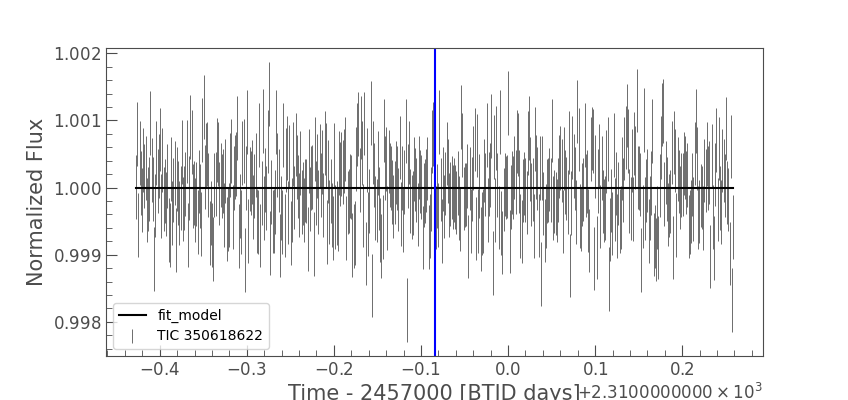 1.002
1.001
1.000
0.999
0.998
Normalized Flux
fit_model
TIC 350618622
−0.4 −0.3 −0.2 −0.1 0.0 0.1 0.2
Time - 2457000 [BTJD days]
+2.3100000000×10³